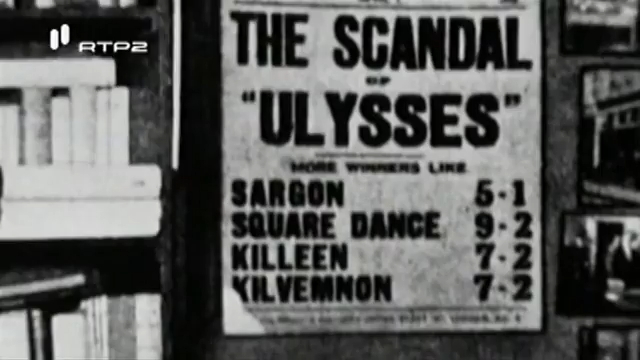 RTP2
THE SCANDAL
OF
"ULYSSES"
MORE WINNERS LIKE
SARGON 5-1
SQUARE DANCE 9-2
KILLEEN 7-2
KILVEMNON 7-2